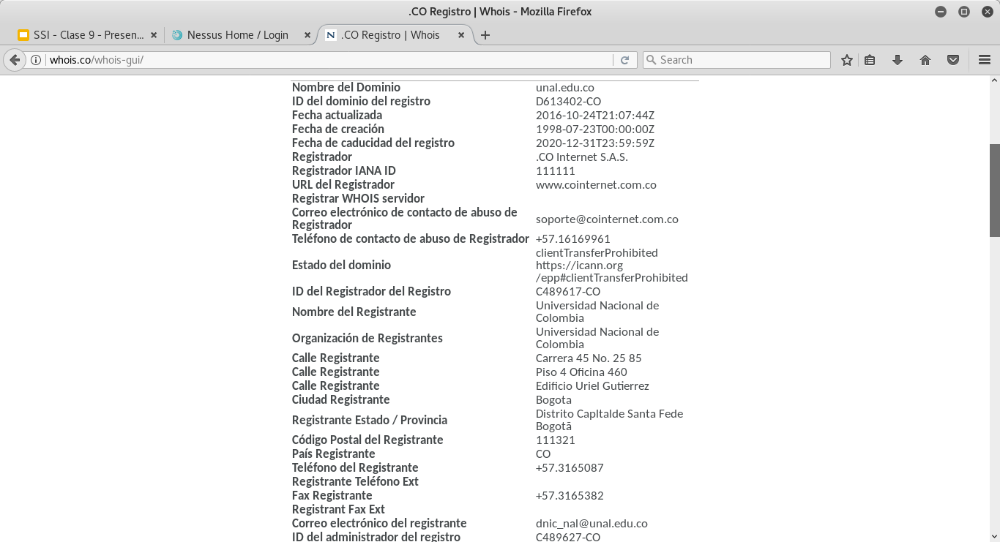 .CO Registro | Whois - Mozilla Firefox
SSI - Clase 9 - Presen...
Nessus Home / Login
N .CO Registro | Whois
whois.co/whois-gui/
Search
Nombre del Dominio unal.edu.co
ID del dominio del registro D613402-CO
Fecha actualizada 2016-10-24T21:07:44Z
Fecha de creación 1998-07-23T00:00:00Z
Fecha de caducidad del registro 2020-12-31T23:59:59Z
Registrador .CO Internet S.A.S.
Registrador IANA ID 111111
URL del Registrador www.cointernet.com.co
Registrar WHOIS servidor
Correo electrónico de contacto de abuso de
Registrador
soporte@cointernet.com.co
Teléfono de contacto de abuso de Registrador +57.16169961
Estado del dominio
clientTransferProhibited
https://icann.org
/epp#clientTransferProhibited
ID del Registrador del Registro C489617-CO
Nombre del Registrante
Universidad Nacional de
Colombia
Organización de Registrantes
Universidad Nacional de
Colombia
Calle Registrante Carrera 45 No. 25 85
Calle Registrante Piso 4 Oficina 460
Calle Registrante Edificio Uriel Gutierrez
Ciudad Registrante Bogota
Registrante Estado / Provincia
Distrito CapItalde Santa Fede
Bogotã
Código Postal del Registrante 111321
País Registrante CO
Teléfono del Registrante +57.3165087
Registrante Teléfono Ext
Fax Registrante +57.3165382
Registrant Fax Ext
Correo electrónico del registrante dnic_nal@unal.edu.co
ID del administrador del registro C489627-CO